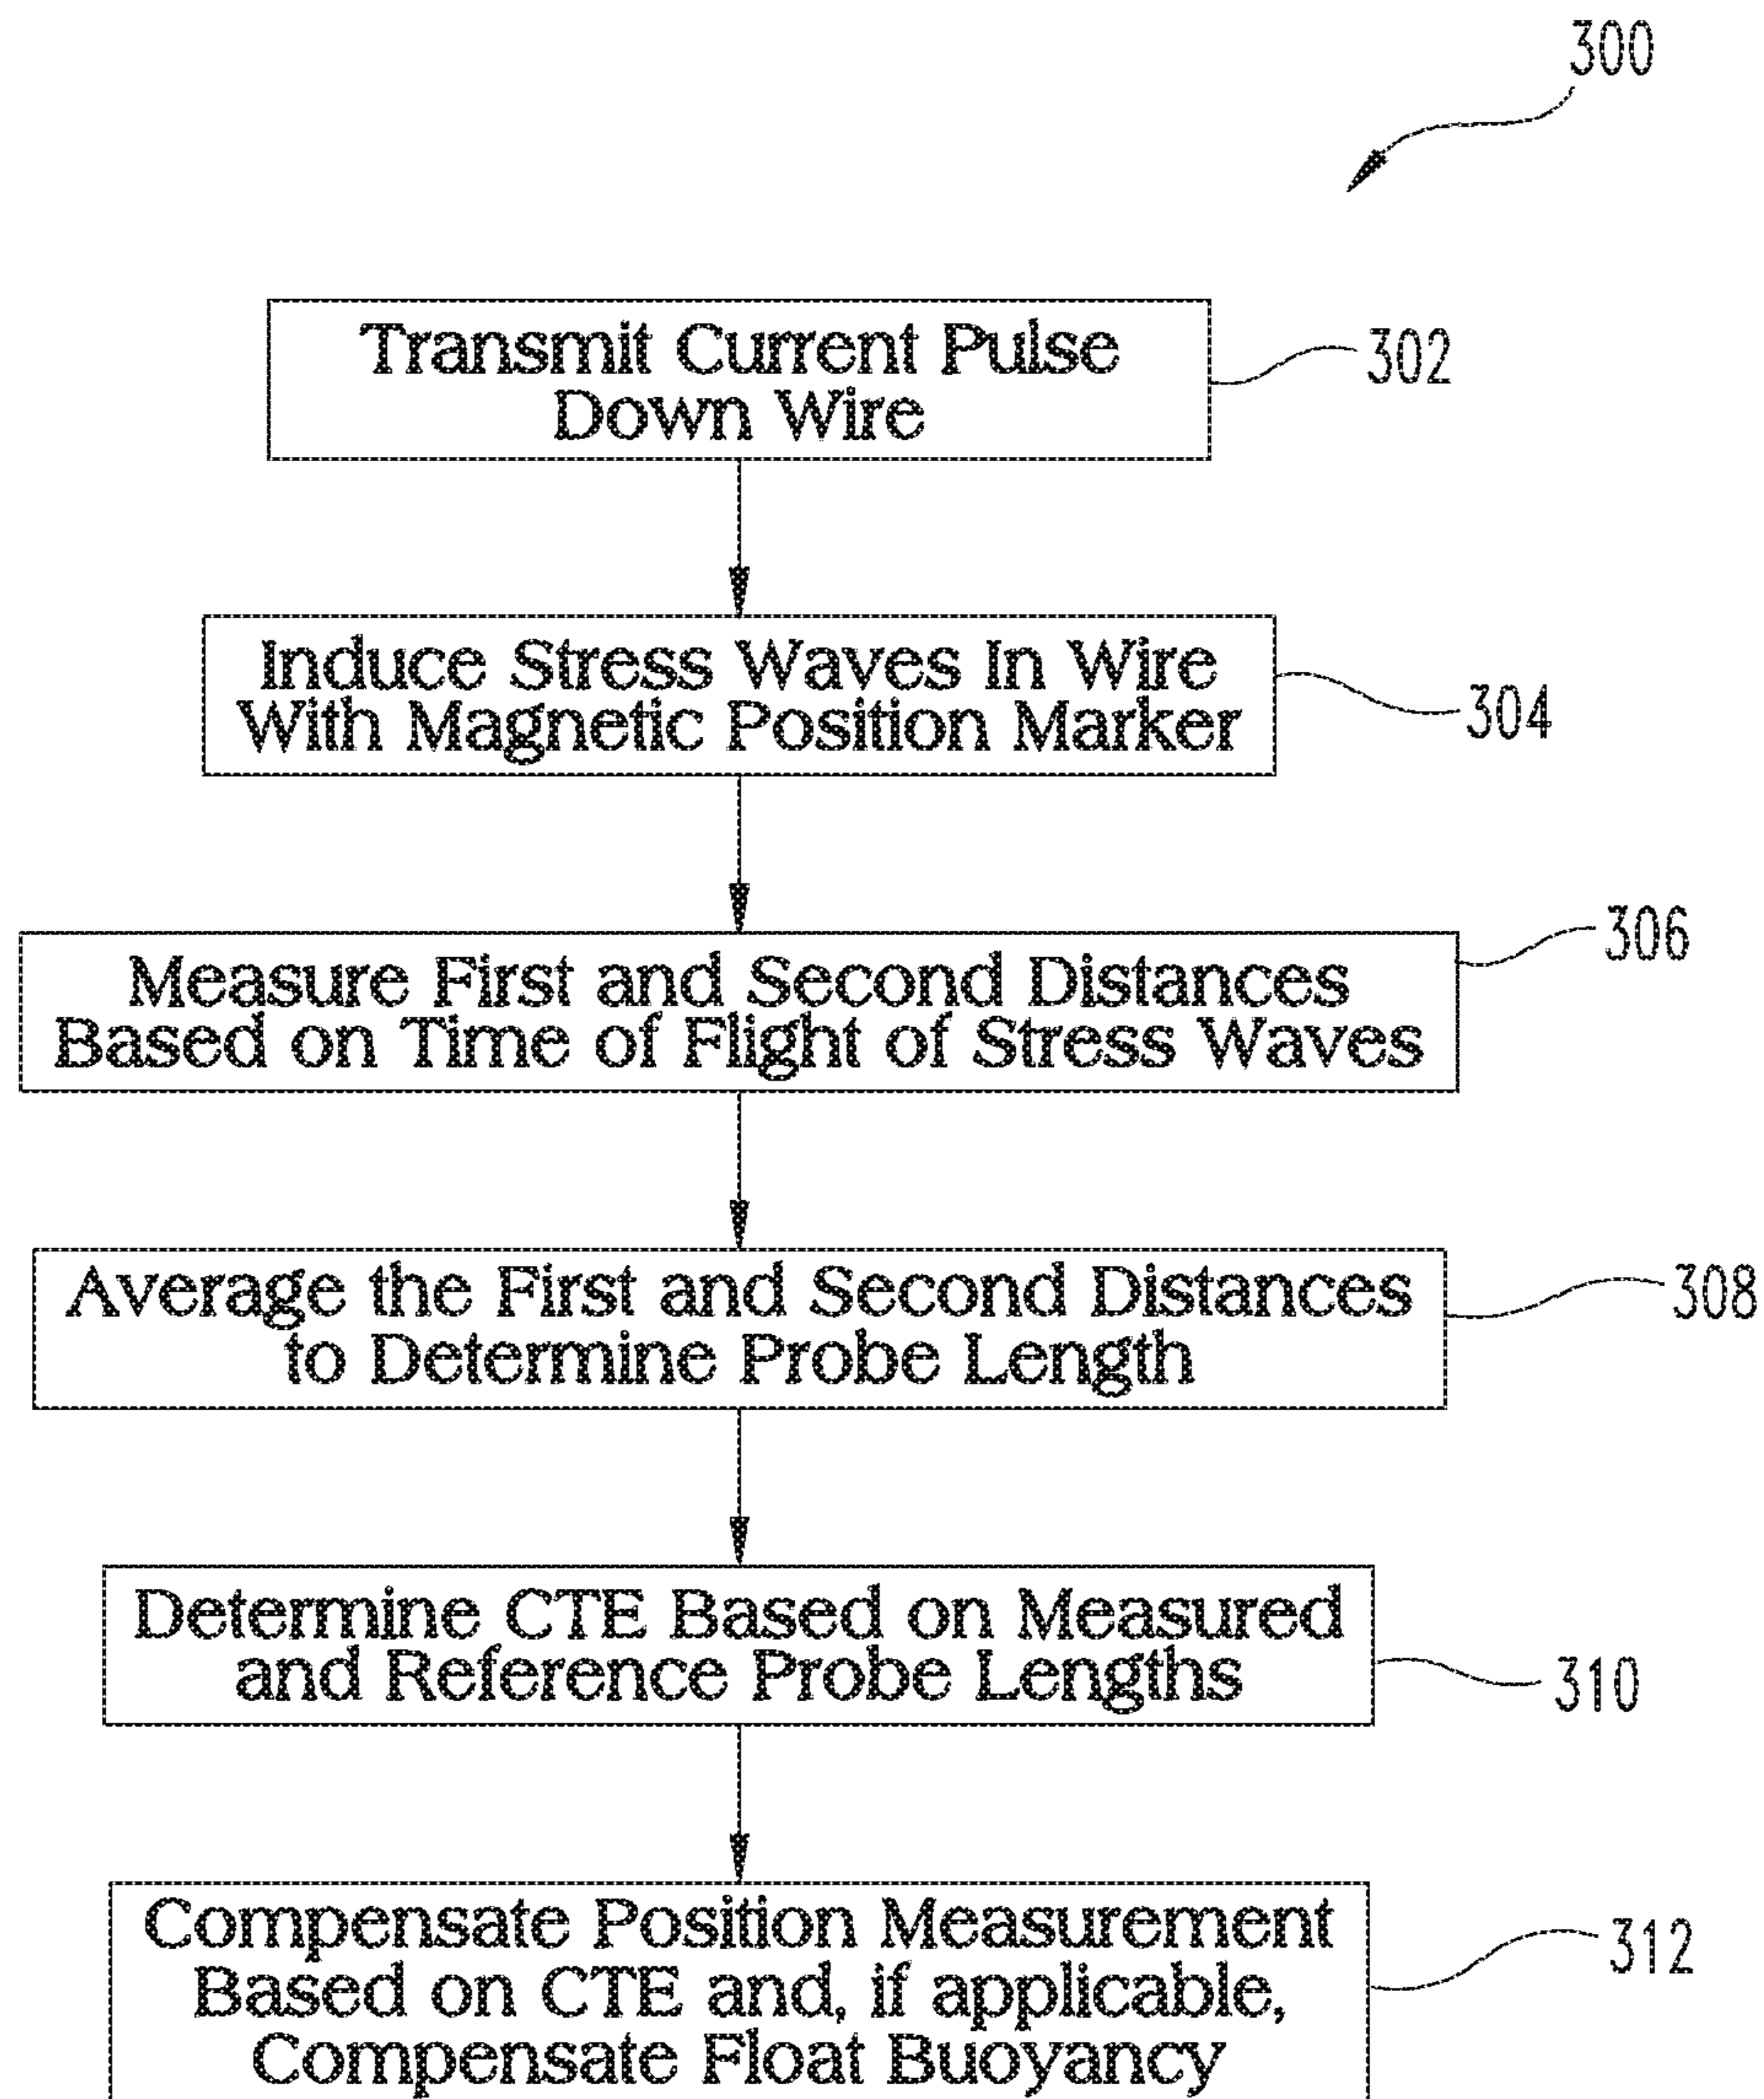 300
Transmit Current Pulse
Down Wire
302
Induce Stress Waves In Wire
With Magnetic Position Marker
304
306
Measure First and Second Distances
Based on Time of Flight of Stress Waves
Average the First and Second Distances
to Determine Probe Length
308
Determine CTE Based on Measured
and Reference Probe Lengths
310
Compensate Position Measurement
Based on CTE and, if applicable,
Compensate Float Buoyancy
312